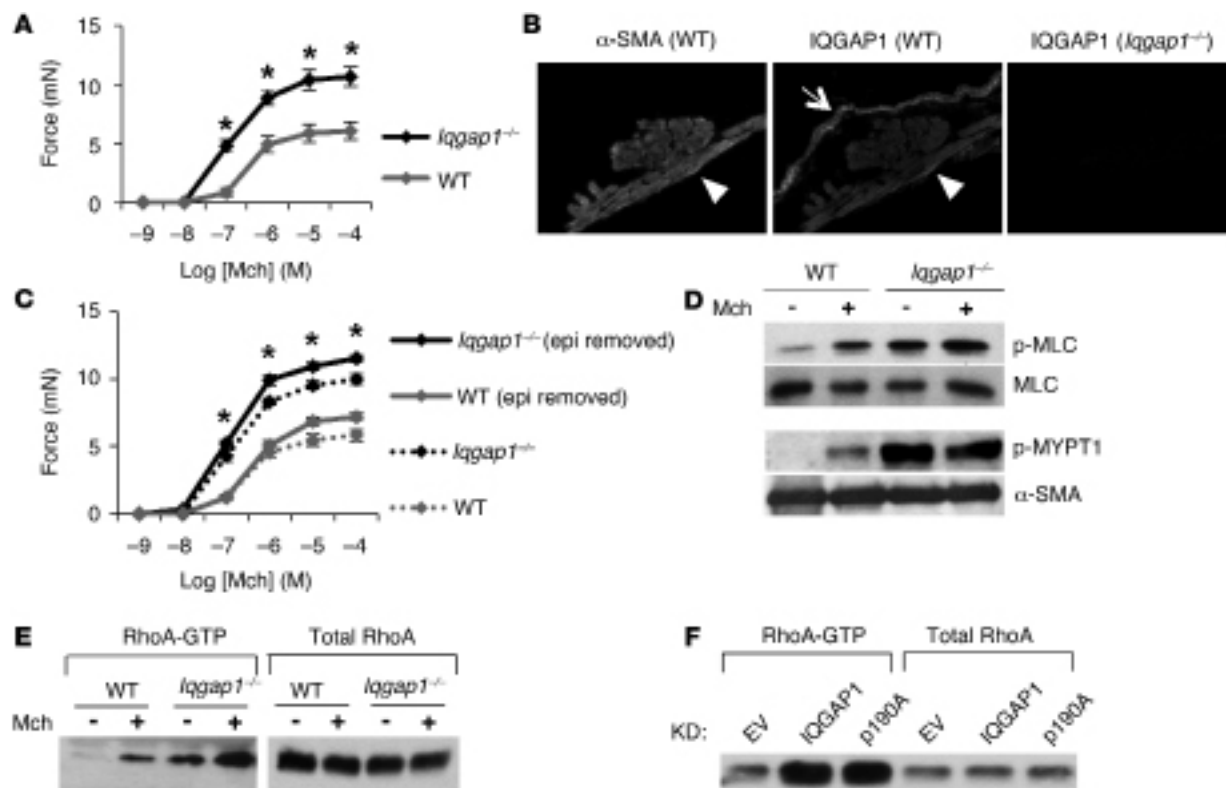 A
15
10
5
0
Force (mN)
* * * * *
Iqgap1–/–
WT
–9 –8 –7 –6 –5 –4
Log [Mch] (M)
B
α-SMA (WT) IQGAP1 (WT) IQGAP1 (Iqgap1–/–)
C
15
10
5
0
Force (mN)
* * * * *
Iqgap1–/– (epi removed)
WT (epi removed)
Iqgap1–/–
WT
–9 –8 –7 –6 –5 –4
Log [Mch] (M)
D
WT Iqgap1–/–
Mch - + - +
p-MLC
MLC
p-MYPT1
α-SMA
E
RhoA-GTP Total RhoA
WT Iqgap1–/– WT Iqgap1–/–
Mch - + - + - + - +
F
RhoA-GTP Total RhoA
KD: EV IQGAP1 p190A EV IQGAP1 p190A